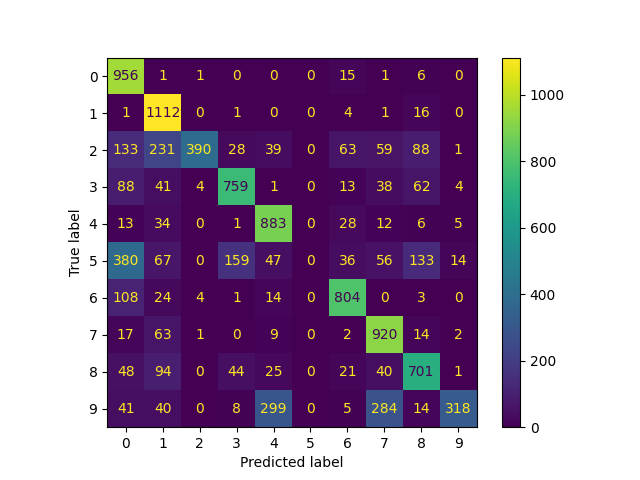 0 956 1 1 0 0 0 15 1 6 0
1 1 1112 0 1 0 0 4 1 16 0
2 133 231 390 28 39 0 63 59 88 1
3 88 41 4 759 1 0 13 38 62 4
4 13 34 0 1 883 0 28 12 6 5
5 380 67 0 159 47 0 36 56 133 14
6 108 24 4 1 14 0 804 0 3 0
7 17 63 1 0 9 0 2 920 14 2
8 48 94 0 44 25 0 21 40 701 1
9 41 40 0 8 299 0 5 284 14 318
0 1 2 3 4 5 6 7 8 9
Predicted label
True label
1000
800
600
400
200
0